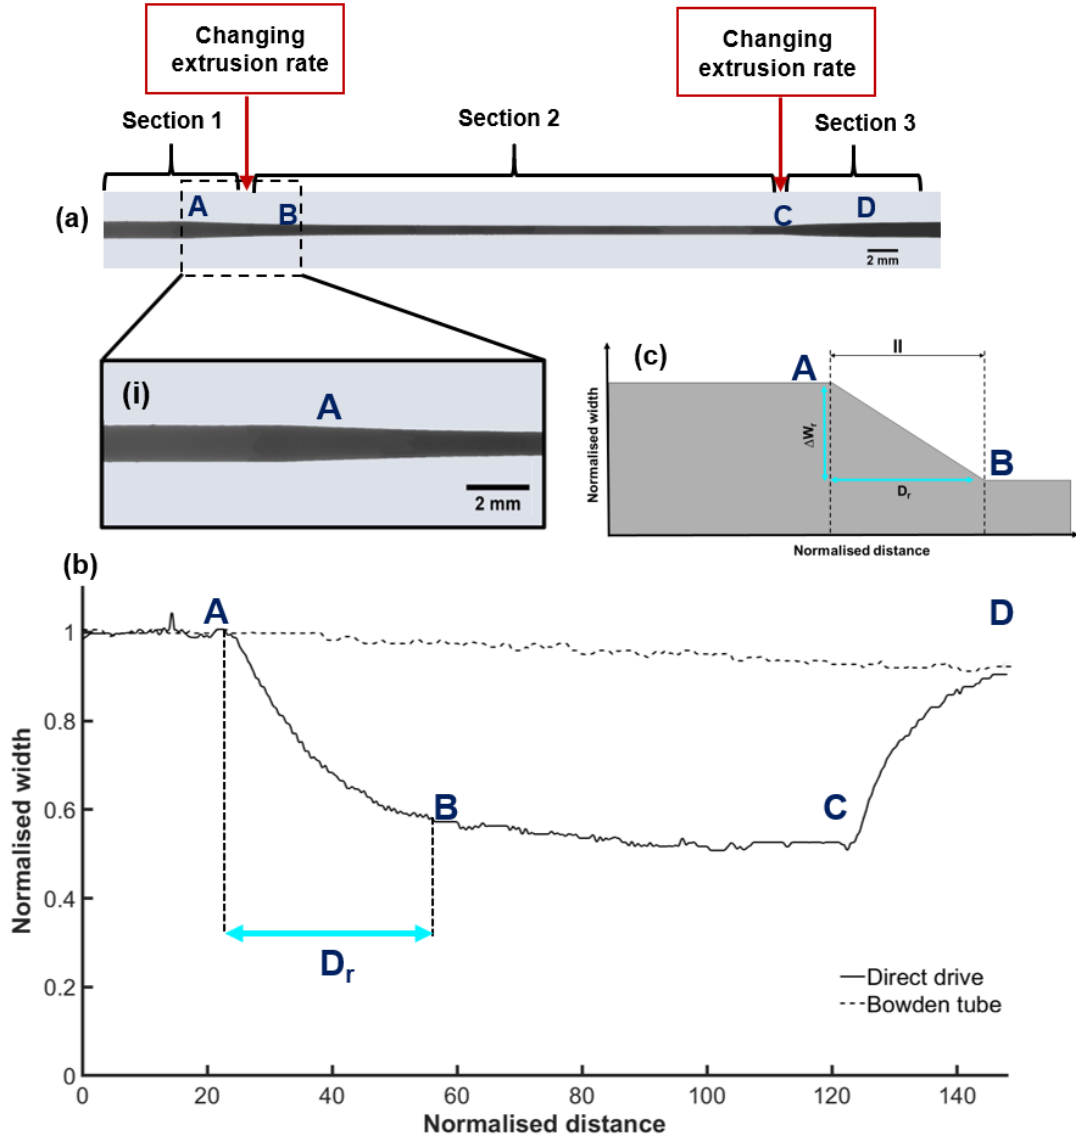 Changing
extrusion rate
Changing
extrusion rate
Section 1
Section 2
Section 3
(a)
A
B
C
D
2 mm
(i)
A
2 mm
(c)
Normalised width
A
II
ΔWr
Dr
B
Normalised distance
(b)
Normalised width
1
0.8
0.6
0.4
0.2
0
A
B
C
D
Dr
Direct drive
Bowden tube
0
20
40
60
80
100
120
140
Normalised distance